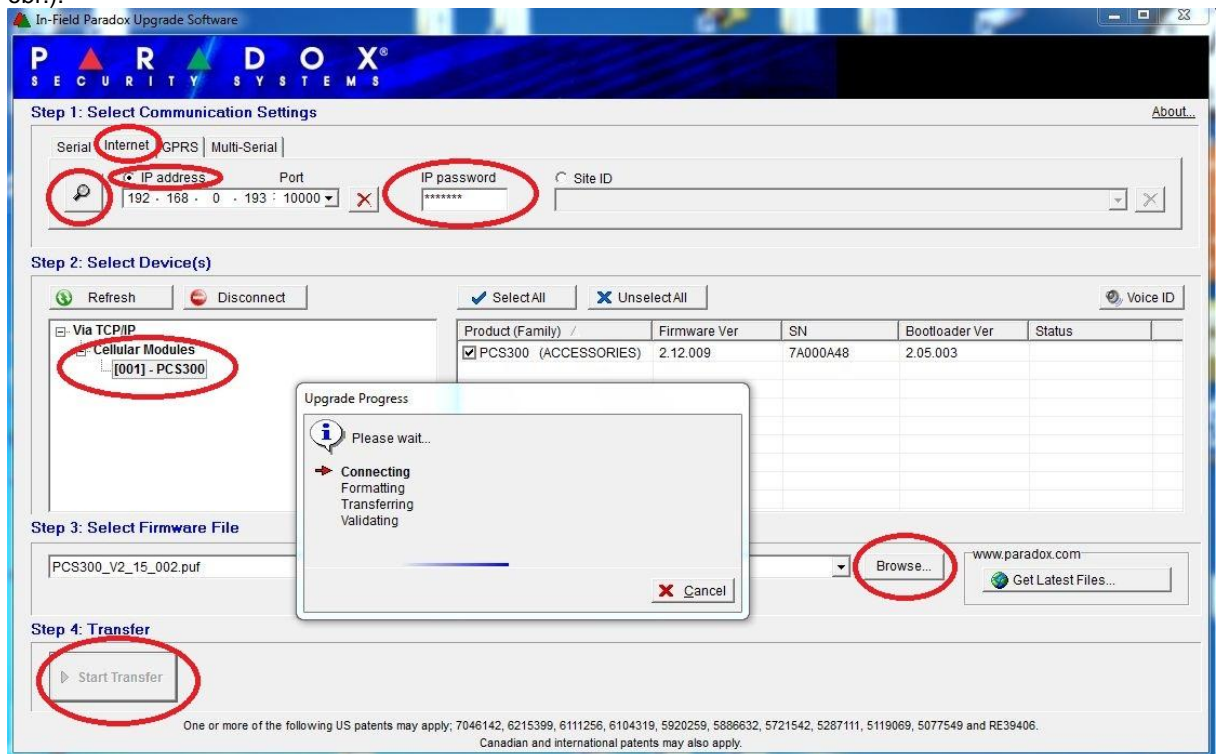 In-Field Paradox Upgrade Software
PARADOX®
SECURITY SYSTEMS
Step 1: Select Communication Settings
About...
Serial Internet GPRS Multi-Serial
IP address Port IP password Site ID
192 . 168 . 0 . 193 : 10000 *******
Step 2: Select Device(s)
Refresh Disconnect Select All Unselect All Voice ID
Via TCP/IP
Cellular Modules
[001] - PCS300
Product (Family) / Firmware Ver SN Bootloader Ver Status
PCS300 (ACCESSORIES) 2.12.009 7A000A48 2.05.003
Upgrade Progress
Please wait...
Connecting
Formatting
Transferring
Validating
Cancel
Step 3: Select Firmware File
PCS300_V2_15_002.puf
Browse...
www.paradox.com
Get Latest Files...
Step 4: Transfer
Start Transfer
One or more of the following US patents may apply; 7046142, 6215399, 6111256, 6104319, 5920259, 5886632, 5721542, 5287111, 5119069, 5077549 and RE39406.
Canadian and international patents may also apply.